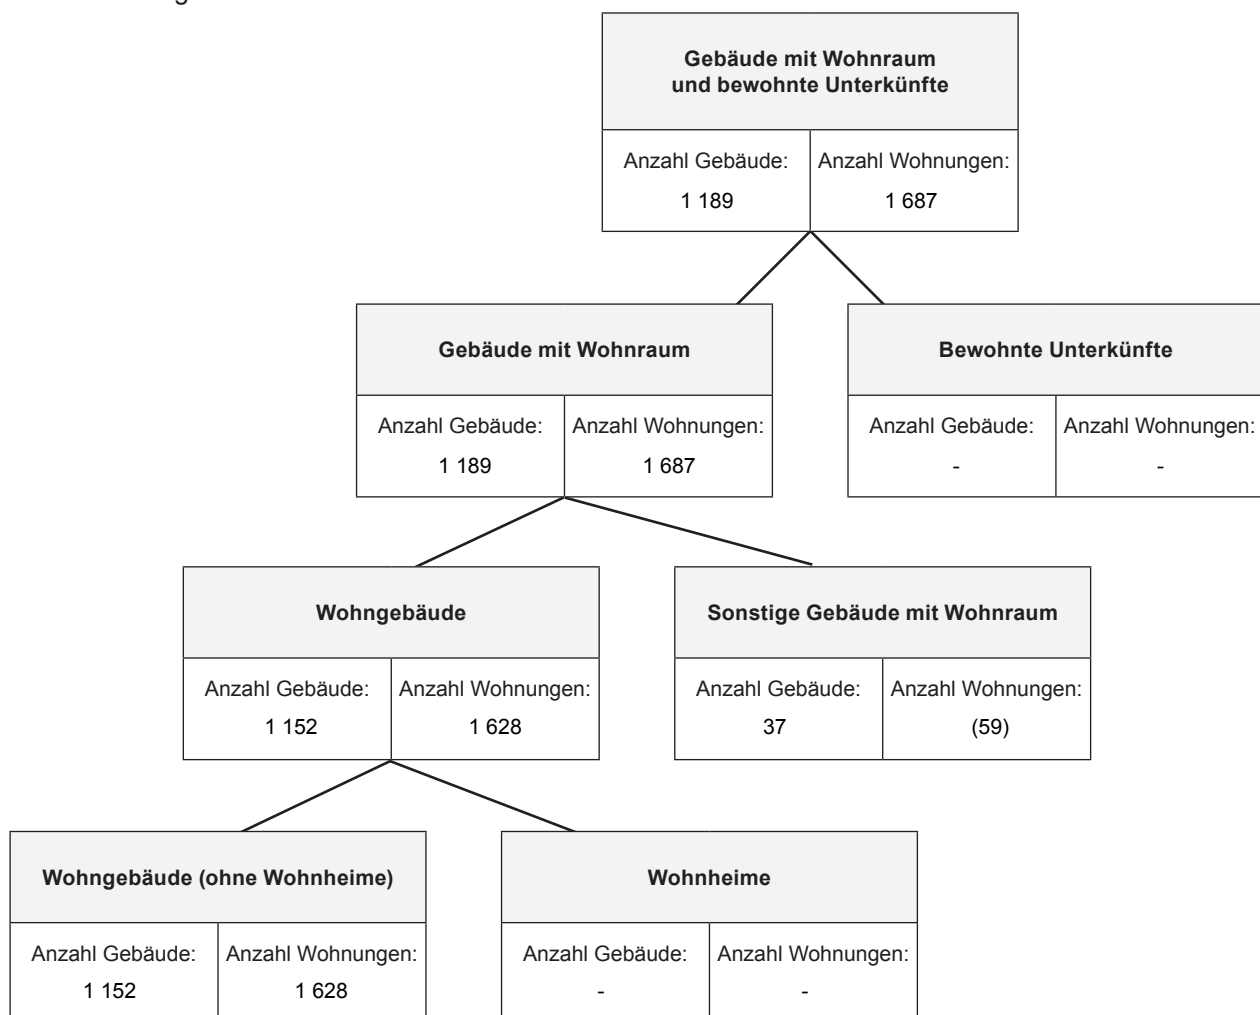 Gebäude mit Wohnraum
und bewohnte Unterkünfte
Anzahl Gebäude: Anzahl Wohnungen:
1 189 1 687
Gebäude mit Wohnraum Bewohnte Unterkünfte
Anzahl Gebäude: Anzahl Wohnungen: Anzahl Gebäude: Anzahl Wohnungen:
1 189 1 687 - -
Wohngebäude Sonstige Gebäude mit Wohnraum
Anzahl Gebäude: Anzahl Wohnungen: Anzahl Gebäude: Anzahl Wohnungen:
1 152 1 628 37 (59)
Wohngebäude (ohne Wohnheime) Wohnheime
Anzahl Gebäude: Anzahl Wohnungen: Anzahl Gebäude: Anzahl Wohnungen:
1 152 1 628 - -